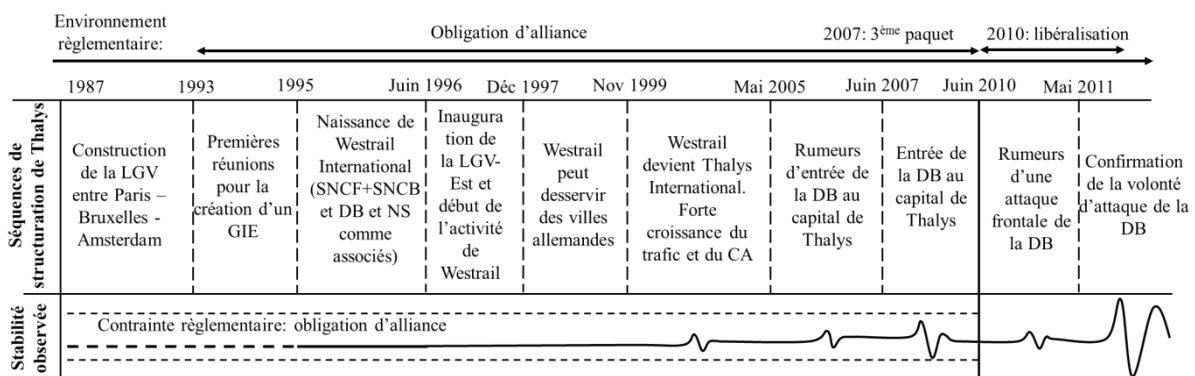 Environnement
règlementaire:
Obligation d’alliance
2007: 3ème paquet
2010: libéralisation
1987
1993
1995
Juin 1996
Déc 1997
Nov 1999
Mai 2005
Juin 2007
Juin 2010
Mai 2011
Séquences de
structuration de Thalys
Construction
de la LGV
entre Paris –
Bruxelles -
Amsterdam
Premières
réunions
pour la
création d’un
GIE
Naissance de
Westrail
International
(SNCF+SNCB
et DB et NS
comme
associés)
Inaugura
tion de
la LGV-
Est et
début de
l’activité
de
Westrail
Westrail
peut
desservir
des villes
allemandes
Westrail
devient Thalys
International.
Forte
croissance du
trafic et du CA
Rumeurs
d’entrée de
la DB au
capital de
Thalys
Entrée de
la DB au
capital de
Thalys
Rumeurs
d’une
attaque
frontale de
la DB
Confirmation
de la volonté
d’attaque de la
DB
Stabilité
observée
Contrainte règlementaire: obligation d’alliance